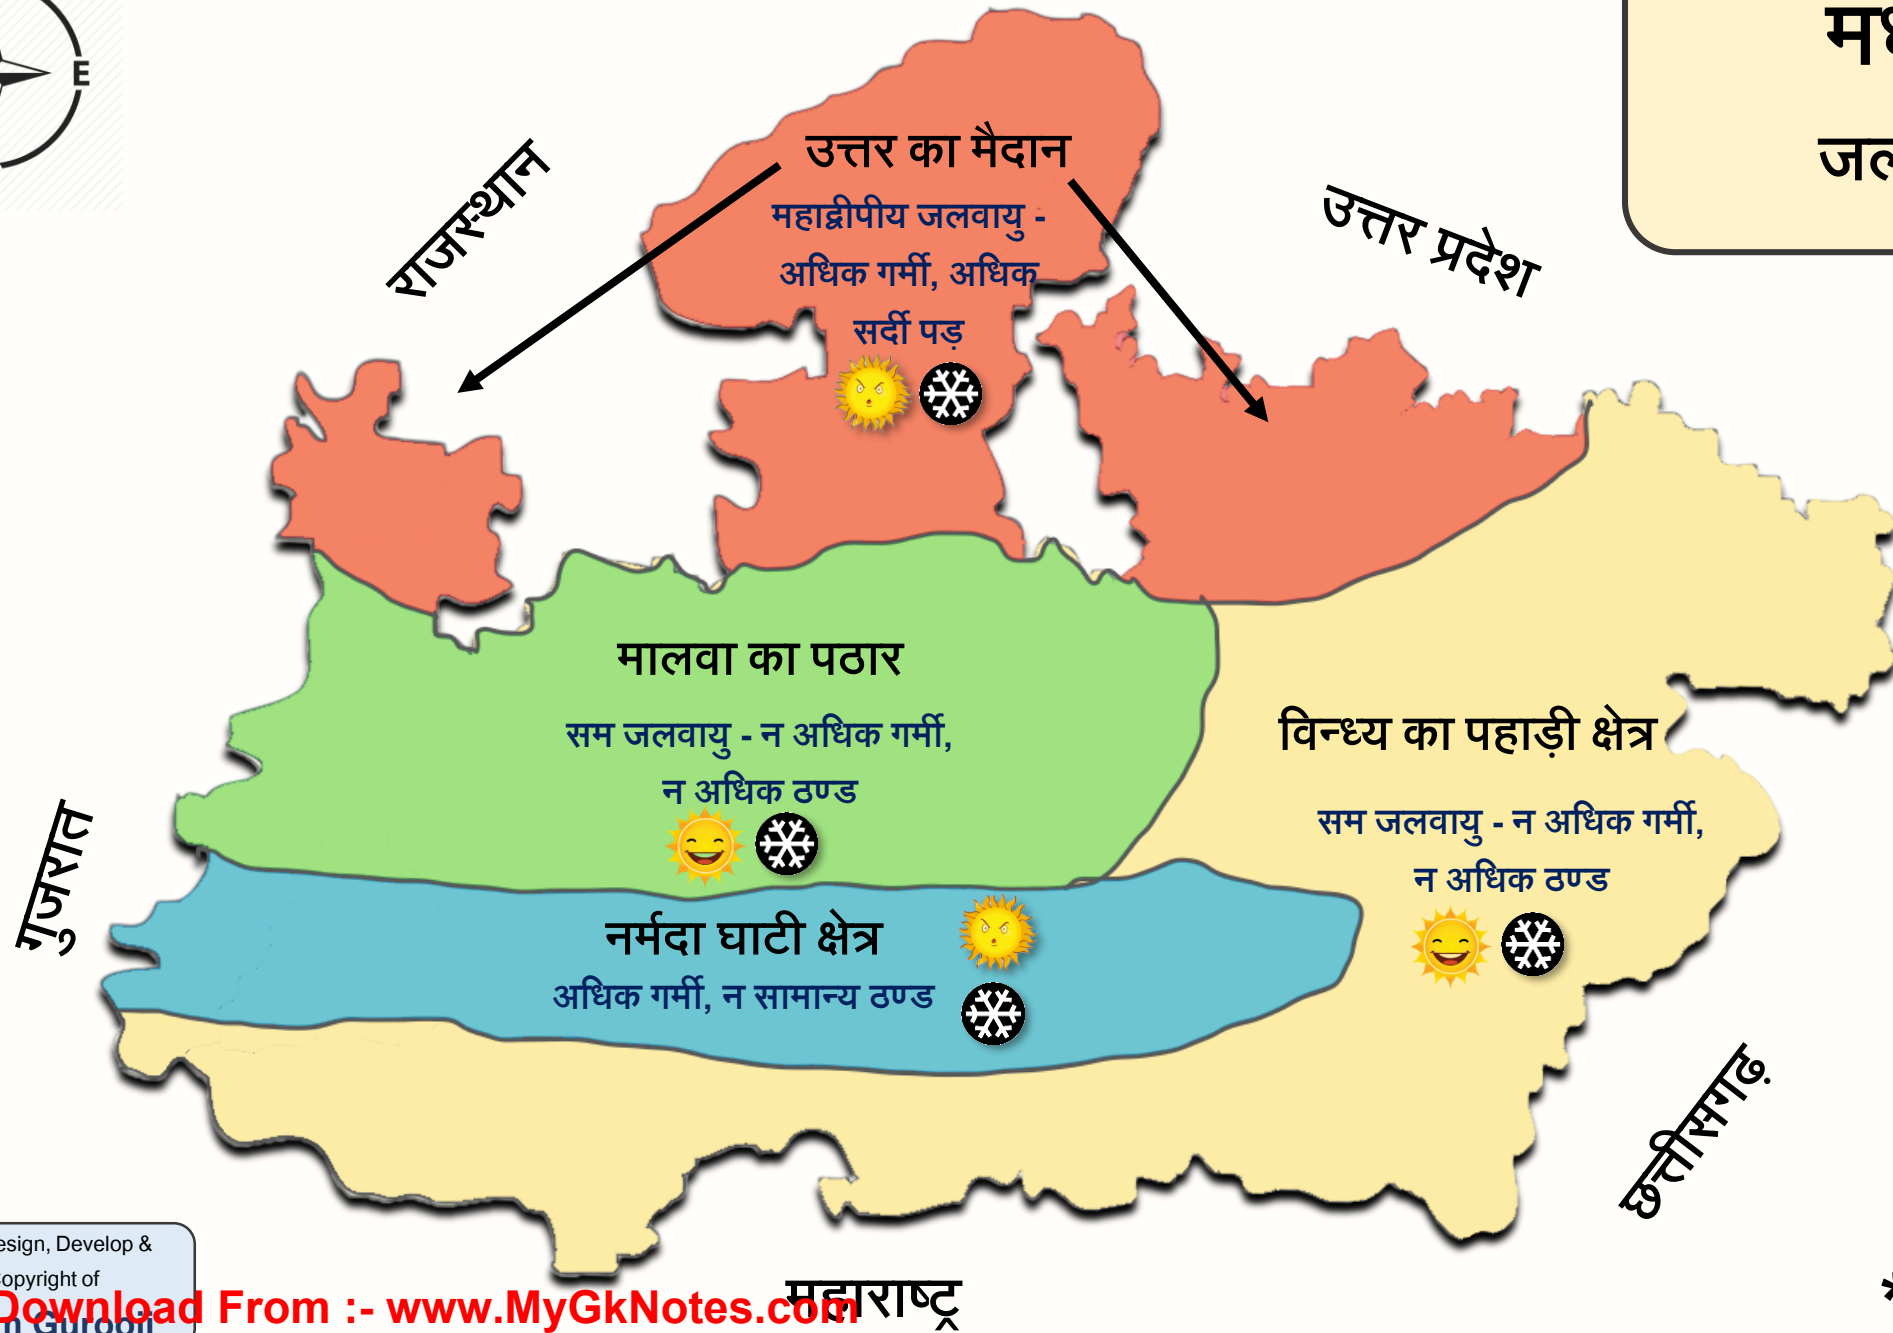 E
राजस्थान
उत्तर का मैदान
महाद्वीपीय जलवायु -
अधिक गर्मी, अधिक
सर्दी पड़
उत्तर प्रदेश
मालवा का पठार
सम जलवायु - न अधिक गर्मी,
न अधिक ठण्ड
विन्ध्य का पहाड़ी क्षेत्र
सम जलवायु - न अधिक गर्मी,
न अधिक ठण्ड
गुजरात
नर्मदा घाटी क्षेत्र
अधिक गर्मी, न सामान्य ठण्ड
छत्तीसगढ़
महाराष्ट्र
esign, Develop &
opyright of
Download From :- www.MyGkNotes.com